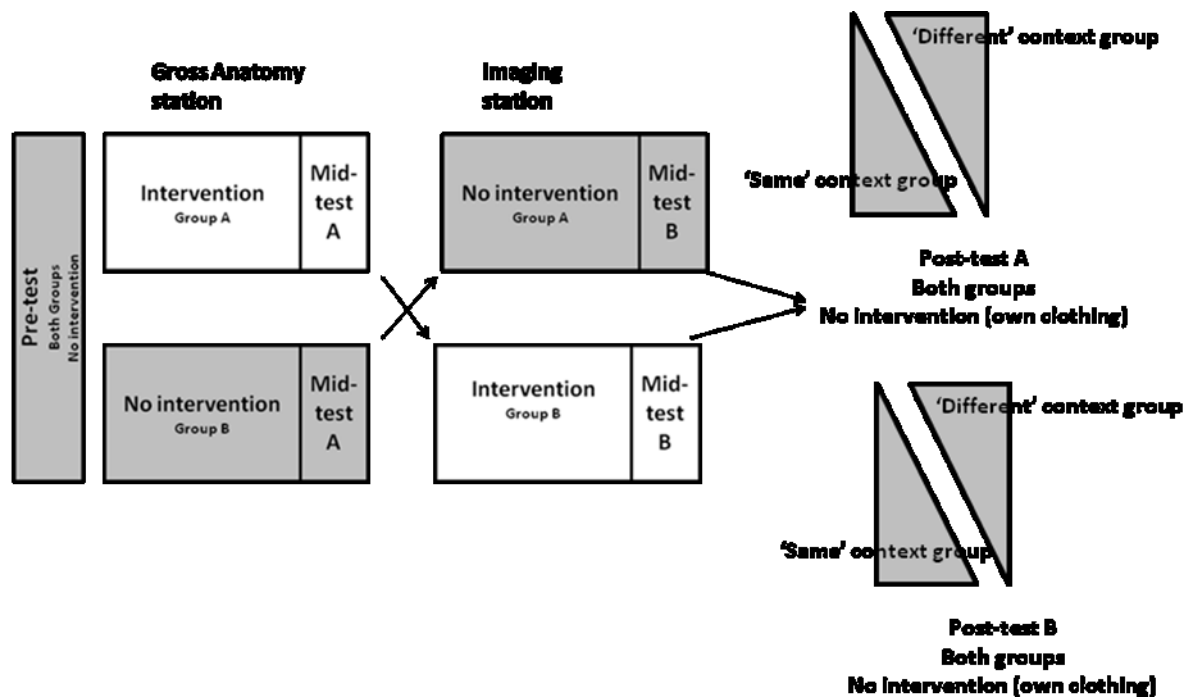 Pre-test
Both Groups
No intervention
Gross Anatomy
station
Intervention
Group A
Mid-
test
A
No intervention
Group B
Mid-
test
A
Imaging
station
No intervention
Group A
Mid-
test
B
Intervention
Group B
Mid-
test
B
‘Different’ context group
‘Same’ context group
Post-test A
Both groups
No intervention (own clothing)
‘Different’ context group
‘Same’ context group
Post-test B
Both groups
No intervention (own clothing)